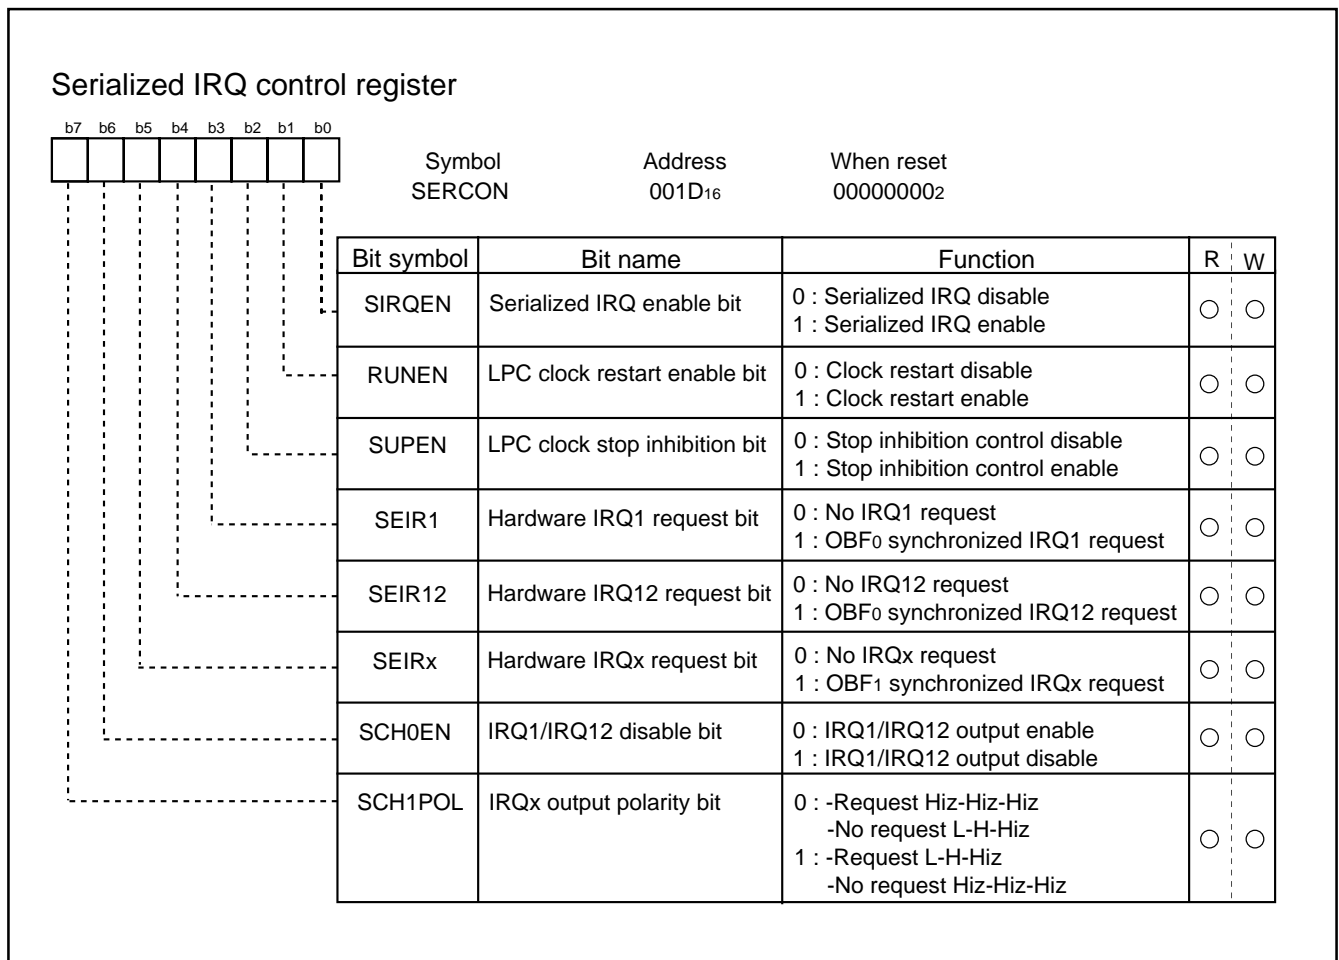 Serialized IRQ control register
b7 b6 b5 b4 b3 b2 b1 b0
Symbol Address When reset
SERCON 001D16 000000002
Bit symbol Bit name Function R W
SIRQEN Serialized IRQ enable bit 0 : Serialized IRQ disable
1 : Serialized IRQ enable
RUNEN LPC clock restart enable bit 0 : Clock restart disable
1 : Clock restart enable
SUPEN LPC clock stop inhibition bit 0 : Stop inhibition control disable
1 : Stop inhibition control enable
SEIR1 Hardware IRQ1 request bit 0 : No IRQ1 request
1 : OBF0 synchronized IRQ1 request
SEIR12 Hardware IRQ12 request bit 0 : No IRQ12 request
1 : OBF0 synchronized IRQ12 request
SEIRx Hardware IRQx request bit 0 : No IRQx request
1 : OBF1 synchronized IRQx request
SCH0EN IRQ1/IRQ12 disable bit 0 : IRQ1/IRQ12 output enable
1 : IRQ1/IRQ12 output disable
SCH1POL IRQx output polarity bit 0 : -Request Hiz-Hiz-Hiz
-No request L-H-Hiz
1 : -Request L-H-Hiz
-No request Hiz-Hiz-Hiz